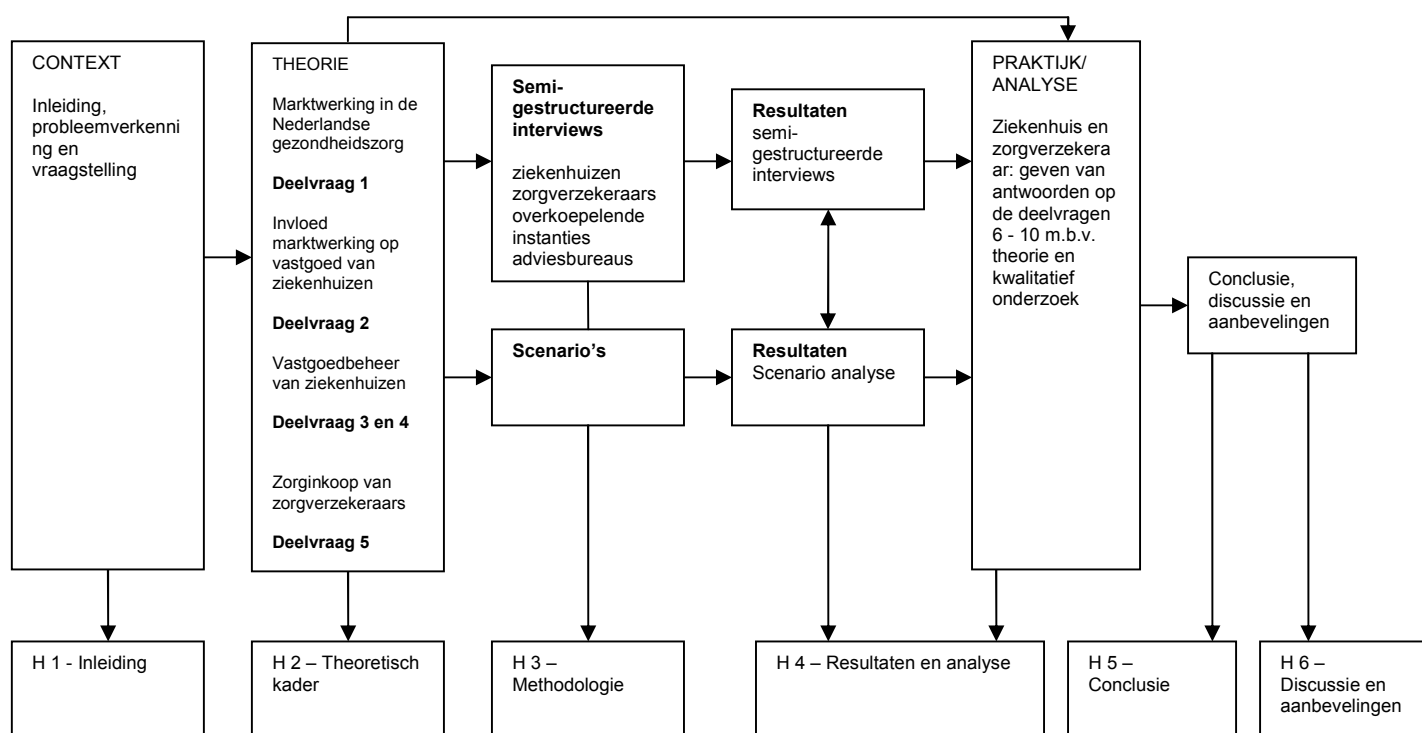 CONTEXT
Inleiding,
probleemverkenni
ng en
vraagstelling
THEORIE
Marktwerking in de
Nederlandse
gezondheidszorg
Deelvraag 1
Invloed
marktwerking op
vastgoed van
ziekenhuizen
Deelvraag 2
Vastgoedbeheer
van ziekenhuizen
Deelvraag 3 en 4
Zorginkoop van
zorgverzekeraars
Deelvraag 5
Semi-
gestructureerde
interviews
ziekenhuizen
zorgverzekeraars
overkoepelende
instanties
adviesbureaus
Scenario's
Resultaten
semi-
gestructureerde
interviews
Resultaten
Scenario analyse
PRAKTIJK/
ANALYSE
Ziekenhuis en
zorgverzekera
ar: geven van
antwoorden op
de deelvragen
6 - 10 m.b.v.
theorie en
kwalitatief
onderzoek
Conclusie,
discussie en
aanbevelingen
H 1 - Inleiding
H 2 – Theoretisch
kader
H 3 –
Methodologie
H 4 – Resultaten en analyse
H 5 –
Conclusie
H 6 –
Discussie en
aanbevelingen